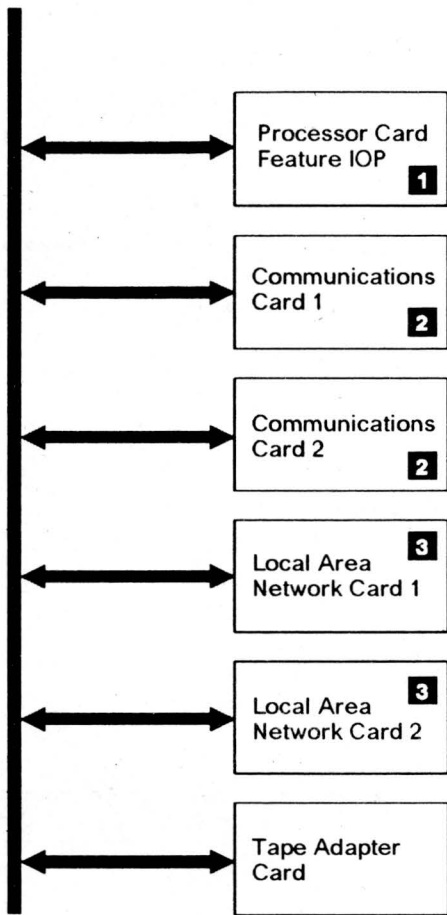 Processor Card
Feature IOP
1
Communications
Card 1
2
Communications
Card 2
2
3
Local Area
Network Card 1
3
Local Area
Network Card 2
Tape Adapter
Card